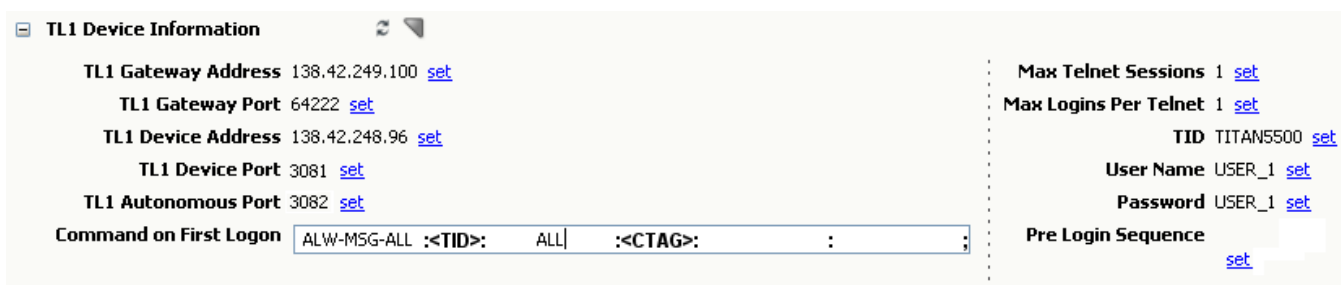 TL1 Device Information
TL1 Gateway Address 138.42.249.100 set
TL1 Gateway Port 64222 set
TL1 Device Address 138.42.248.96 set
TL1 Device Port 3081 set
TL1 Autonomous Port 3082 set
Command on First Logon ALW-MSG-ALL :<TID>: ALL :<CTAG>: : ;
Max Telnet Sessions 1 set
Max Logins Per Telnet 1 set
TID TITAN5500 set
User Name USER_1 set
Password USER_1 set
Pre Login Sequence
set